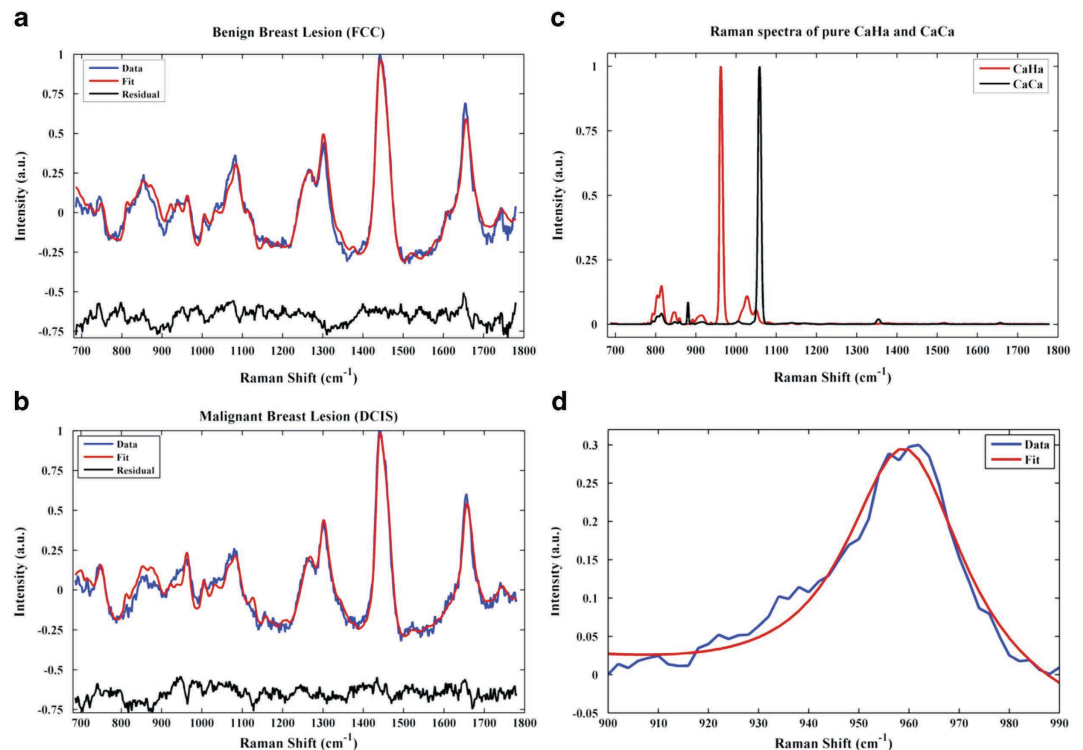 a
Benign Breast Lesion (FCC)
Data
Fit
Residual
Intensity (a.u.)
1
0.75
0.5
0.25
0
-0.25
-0.5
-0.75
700 800 900 1000 1100 1200 1300 1400 1500 1600 1700 1800
Raman Shift (cm-1)
b
Malignant Breast Lesion (DCIS)
Data
Fit
Residual
Intensity (a.u.)
1
0.75
0.5
0.25
0
-0.25
-0.5
-0.75
700 800 900 1000 1100 1200 1300 1400 1500 1600 1700 1800
Raman Shift (cm-1)
c
Raman spectra of pure CaHa and CaCa
CaHa
CaCa
Intensity (a.u.)
1
0.75
0.5
0.25
0
700 800 900 1000 1100 1200 1300 1400 1500 1600 1700 1800
Raman Shift (cm-1)
d
Data
Fit
Intensity (a.u.)
0.3
0.25
0.2
0.15
0.1
0.05
0
-0.05
900 910 920 930 940 950 960 970 980 990
Raman Shift (cm-1)